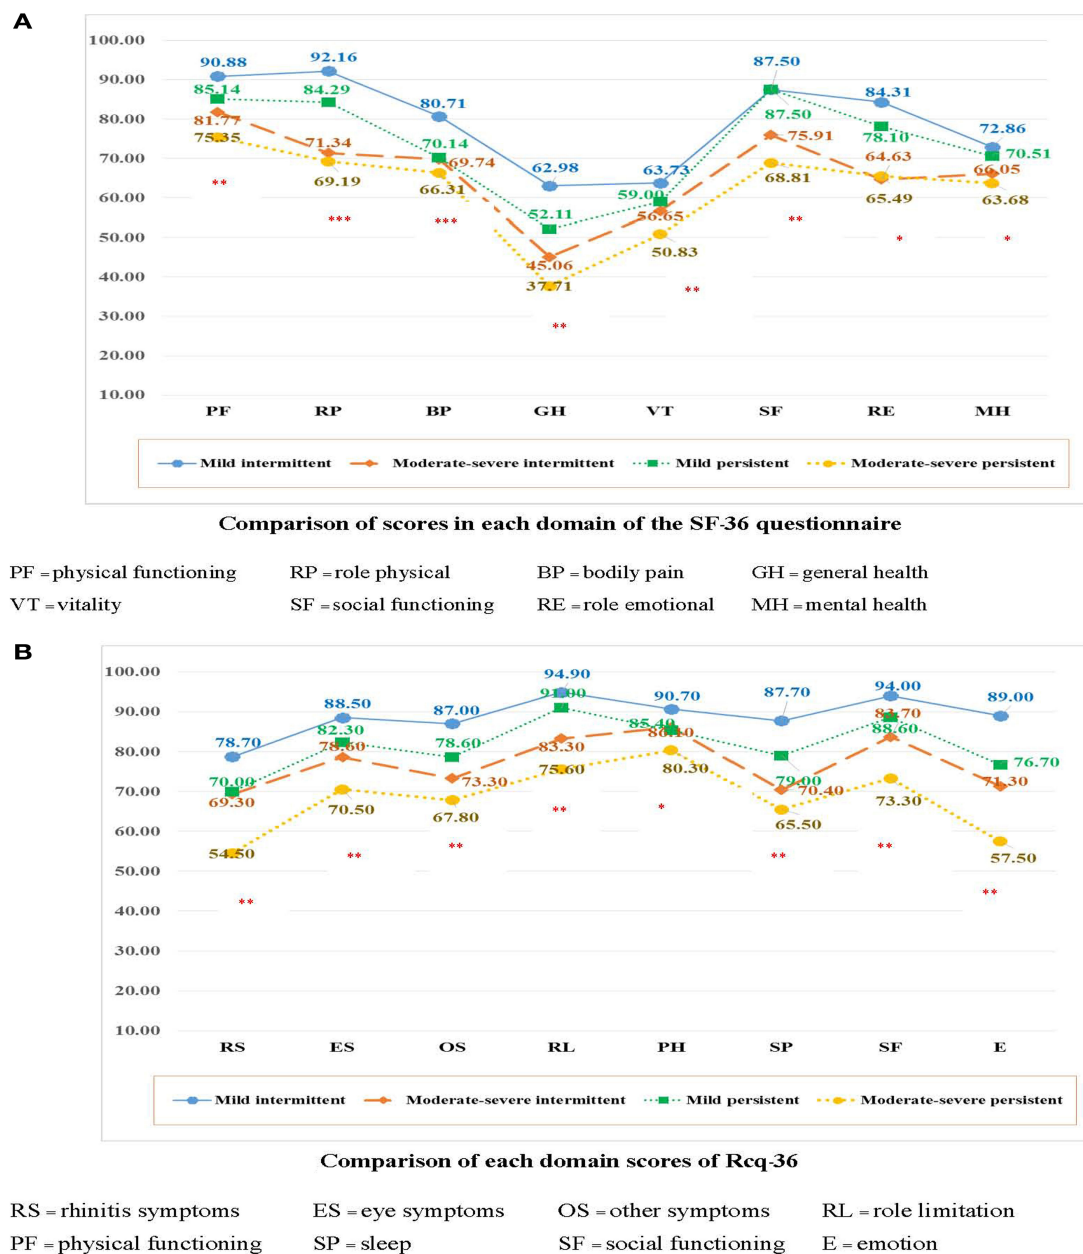 A
100.00
90.00
80.00
70.00
60.00
50.00
40.00
30.00
20.00
10.00
90.88 92.16 80.71 62.98 63.73 87.50 84.31 72.86
85.14 84.29 70.14 52.11 59.00 87.50 78.10 70.51
81.77 71.34 69.74 45.06 56.65 75.91 64.63 66.05
75.35 69.19 66.31 37.71 50.83 68.81 65.49 63.68
** *** *** ** ** ** * *
PF RP BP GH VT SF RE MH
Mild intermittent Moderate-severe intermittent Mild persistent Moderate-severe persistent
Comparison of scores in each domain of the SF-36 questionnaire
PF = physical functioning RP = role physical BP = bodily pain GH = general health
VT = vitality SF = social functioning RE = role emotional MH = mental health
B
100.00
90.00
80.00
70.00
60.00
50.00
40.00
30.00
20.00
10.00
78.70 88.50 87.00 94.90 90.70 87.70 94.00 89.00
70.00 82.30 78.60 91.00 85.40 79.00 88.60 76.70
69.30 78.60 73.30 83.30 86.10 70.40 83.70 71.30
54.50 70.50 67.80 75.60 80.30 65.50 73.30 57.50
** ** ** ** * ** ** **
RS ES OS RL PH SP SF E
Mild intermittent Moderate-severe intermittent Mild persistent Moderate-severe persistent
Comparison of each domain scores of Rcq-36
RS = rhinitis symptoms ES = eye symptoms OS = other symptoms RL = role limitation
PF = physical functioning SP = sleep SF = social functioning E = emotion